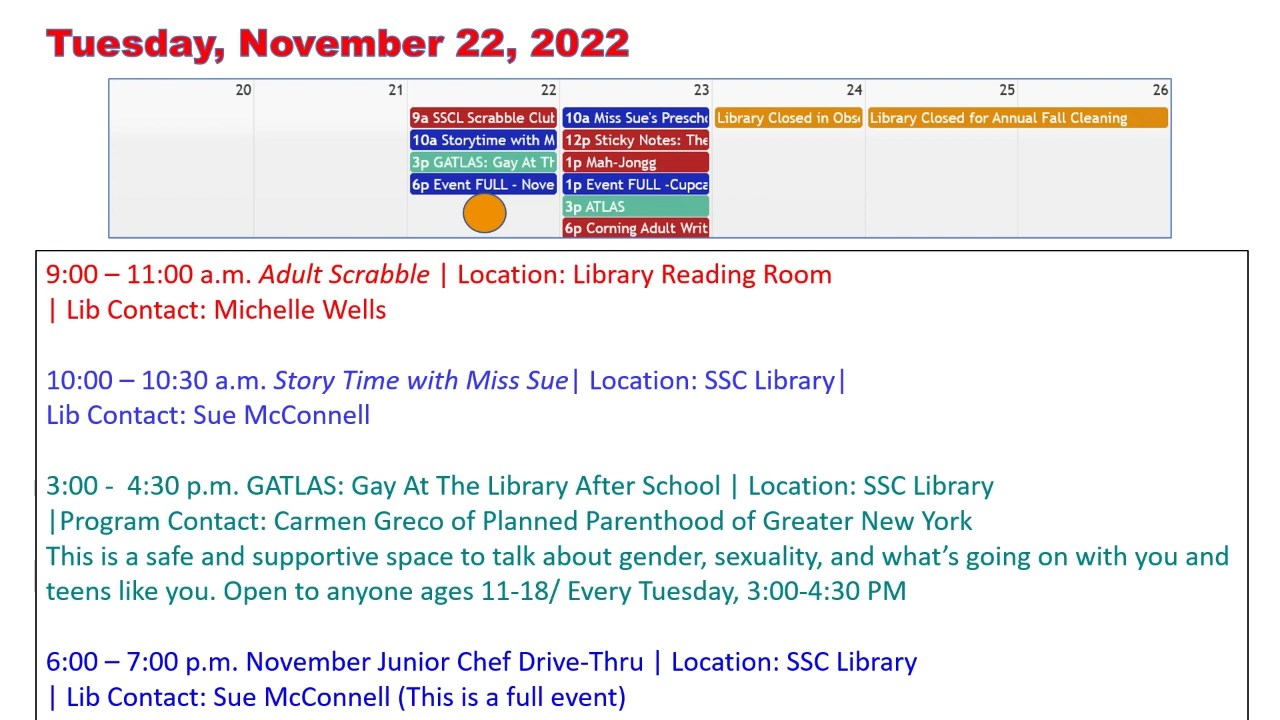 Tuesday, November 22, 2022
20 21 22 23 24 25 26
9a SSCL Scrabble Club 10a Miss Sue's Prescho Library Closed in Obse Library Closed for Annual Fall Cleaning
10a Storytime with M 12p Sticky Notes: The
3p GATLAS: Gay At Th 1p Mah-Jongg
6p Event FULL - Nove 1p Event FULL -Cupca
3p ATLAS
6p Corning Adult Writ
9:00 – 11:00 a.m. Adult Scrabble | Location: Library Reading Room
| Lib Contact: Michelle Wells
10:00 – 10:30 a.m. Story Time with Miss Sue| Location: SSC Library|
Lib Contact: Sue McConnell
3:00 - 4:30 p.m. GATLAS: Gay At The Library After School | Location: SSC Library
|Program Contact: Carmen Greco of Planned Parenthood of Greater New York
This is a safe and supportive space to talk about gender, sexuality, and what's going on with you and
teens like you. Open to anyone ages 11-18/ Every Tuesday, 3:00-4:30 PM
6:00 – 7:00 p.m. November Junior Chef Drive-Thru | Location: SSC Library
| Lib Contact: Sue McConnell (This is a full event)